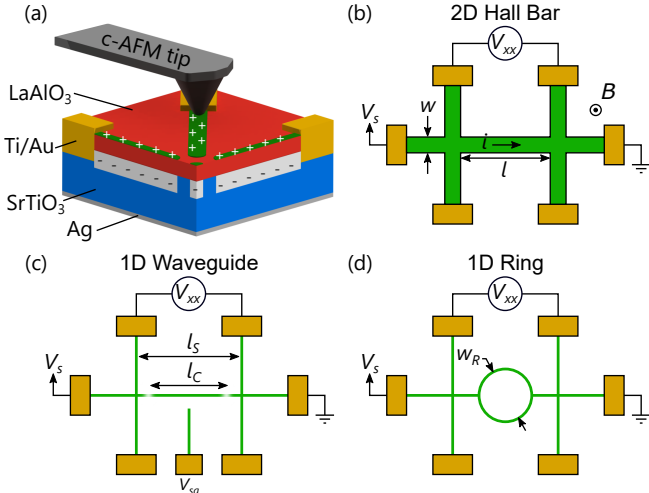 (a)
c-AFM tip
LaAlO₃
Ti/Au
SrTiO₃
Ag
+ + + + + + + + + + + + +
- - - - - - - - - -
(b)
2D Hall Bar
Vxx
B
Vs
w
i
l
(c)
1D Waveguide
Vxx
lS
lC
Vs
Vsg
(d)
1D Ring
Vxx
wR
Vs